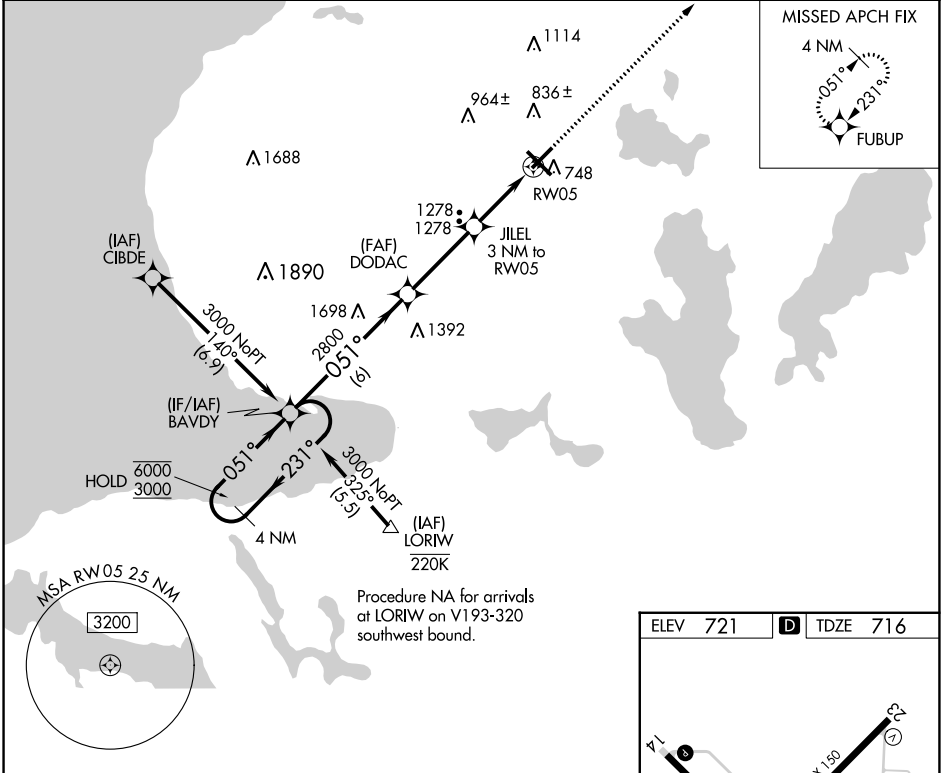 MISSED APCH FIX
4 NM
051°
231°
FUBUP
1114
964±
836±
1688
748
RW05
1278
1278
JILEL
3 NM to
RW05
(IAF)
CIBDE
(FAF)
DODAC
1890
1698
1392
3000 NoPT
140°
(6.9)
2800
051°
(6)
(IF/IAF)
BAVDY
051°
231°
HOLD
6000
3000
4 NM
3000 NoPT
325°
(5.5)
(IAF)
LORIW
220K
Procedure NA for arrivals
at LORIW on V193-320
southwest bound.
MSA RW05 25 NM
3200
ELEV 721 D TDZE 716
14
P
23
V
X 150